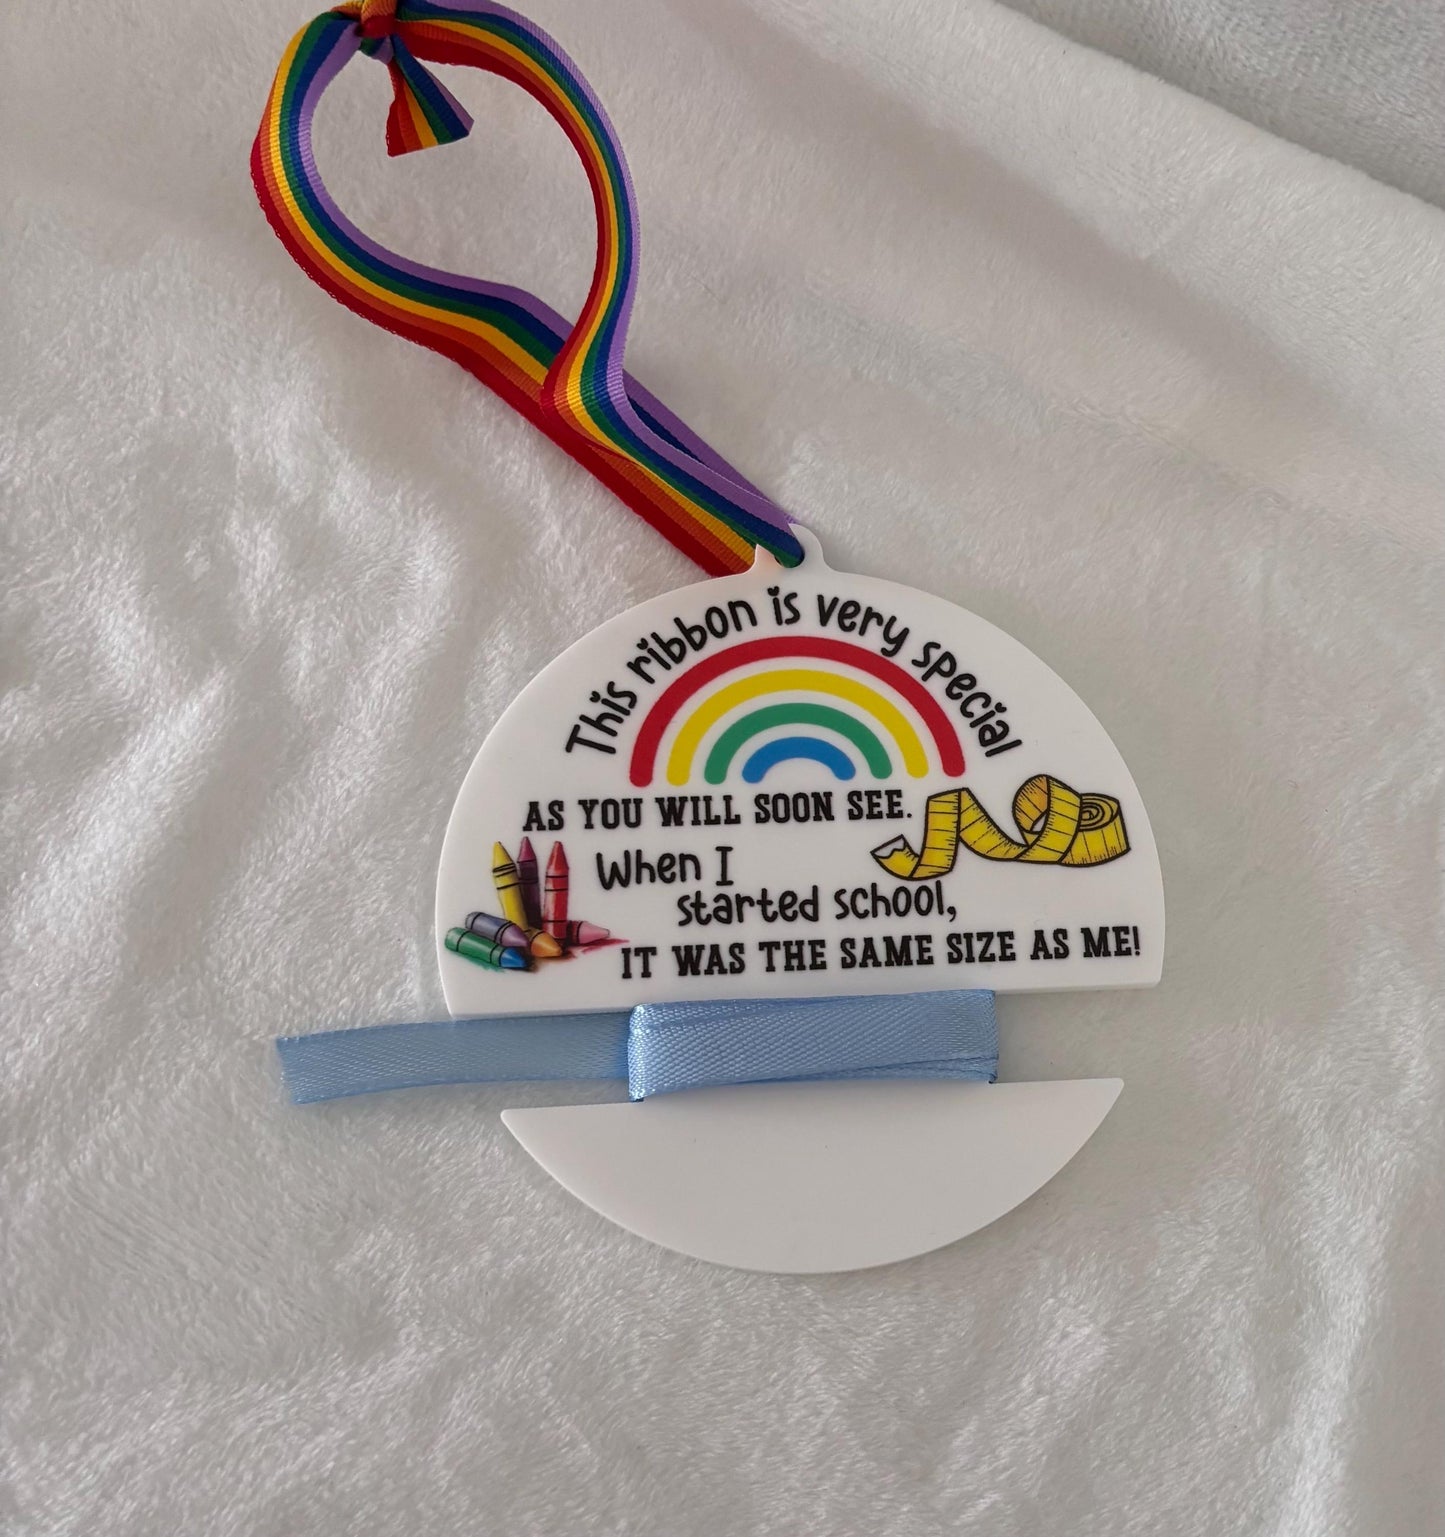 This ribbon is very special
AS YOU WILL SOON SEE.
When I
started school,
IT WAS THE SAME SIZE AS ME!